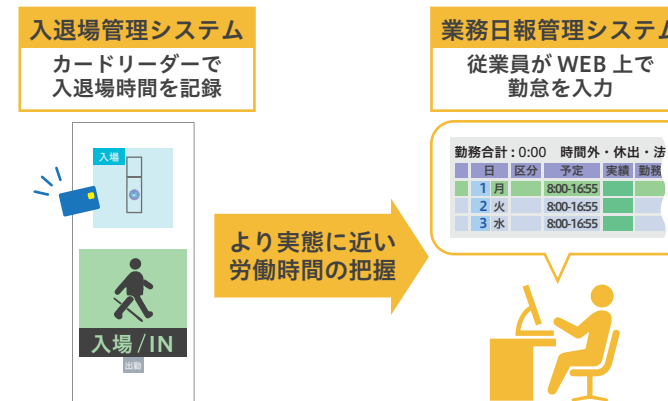 入退場管理システム
カードリーダーで
入退場時間を記録
入場
入場/IN
出勤
より実態に近い
労働時間の把握
業務日報管理システム
従業員が WEB 上で
勤怠を入力
勤務合計:0:00 時間外・休出・法
日 区分 予定 実績 勤務
1 月 8:00-16:55
2 火 8:00-16:55
3 水 8:00-16:55